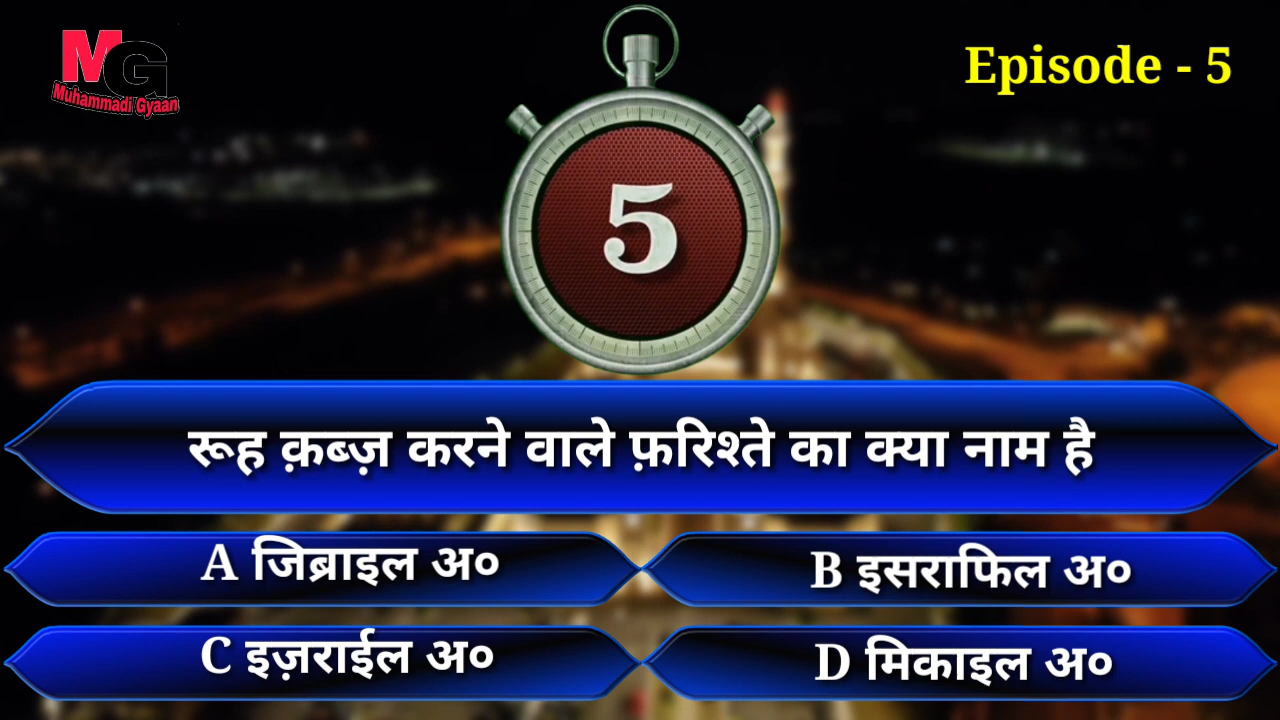 MG
Muhammadi Gyaan
Episode - 5
5
रूह क़ब्ज़ करने वाले फ़रिश्ते का क्या नाम है
A जिब्राइल अ०
B इसराफिल अ०
C इज़राईल अ०
D मिकाइल अ०